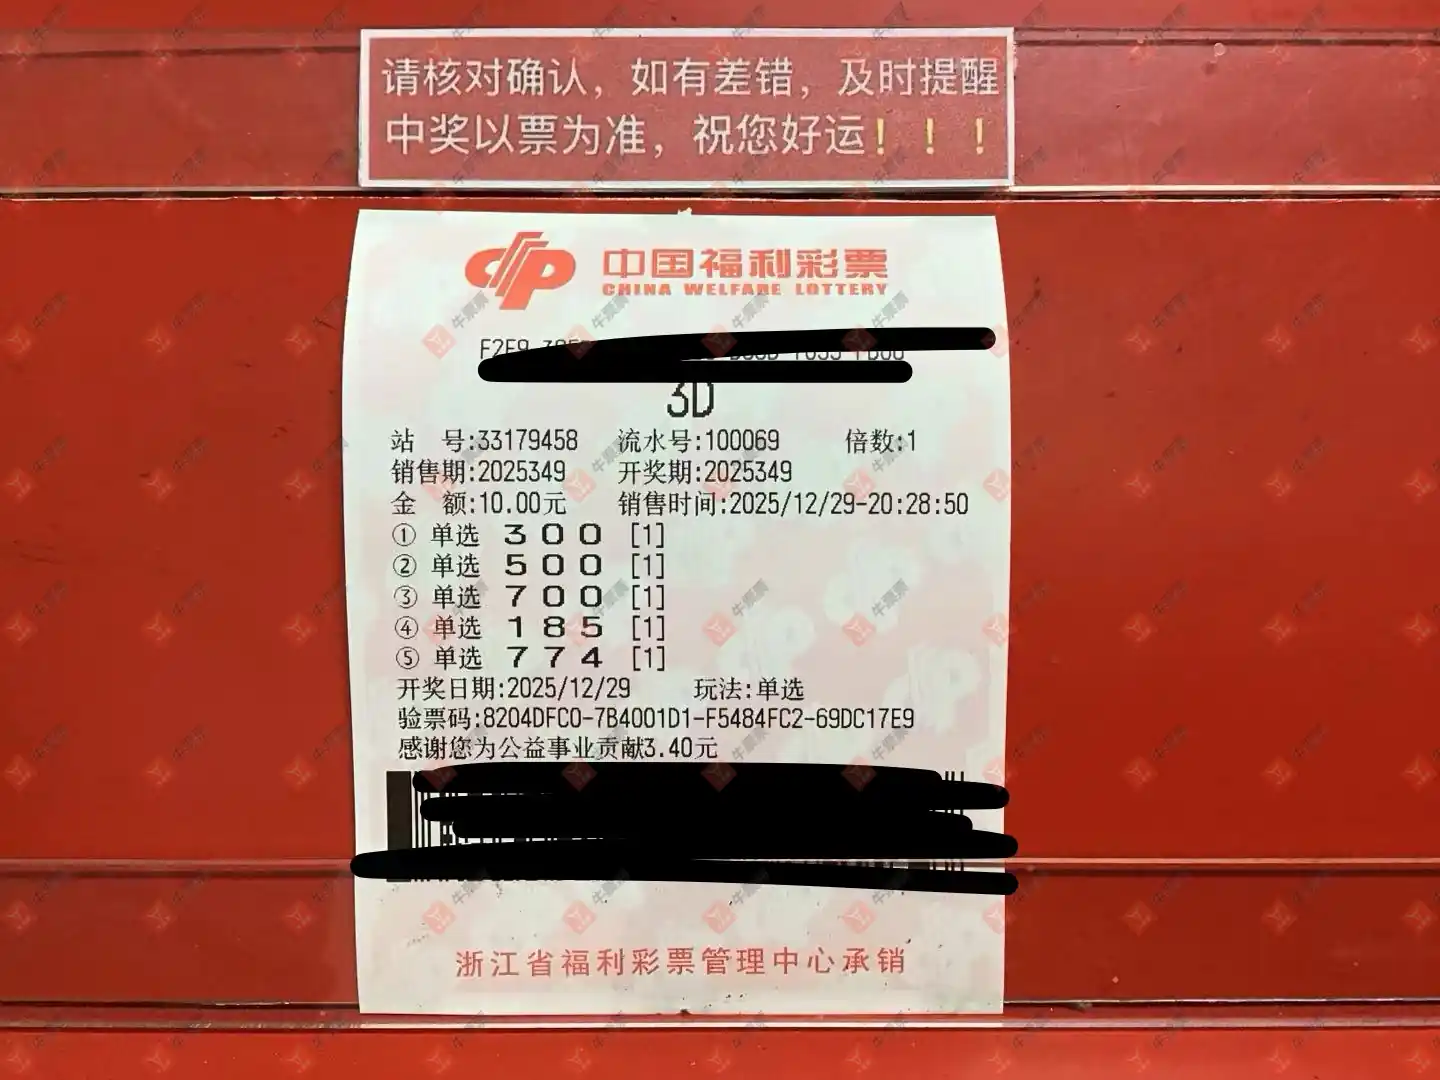 请核对确认，如有差错，及时提醒
中奖以票为准，祝您好运！！！
中国福利彩票
CHINA WELFARE LOTTERY
3D
站 号:33179458 流水号:100069 倍数:1
销售期:2025349 开奖期:2025349
金 额:10.00元 销售时间:2025/12/29-20:28:50
① 单选 3 0 0 [1]
② 单选 5 0 0 [1]
③ 单选 7 0 0 [1]
④ 单选 1 8 5 [1]
⑤ 单选 7 7 4 [1]
开奖日期:2025/12/29 玩法:单选
验票码:8204DFC0-7B4001D1-F5484FC2-69DC17E9
感谢您为公益事业贡献3.40元
浙江省福利彩票管理中心承销